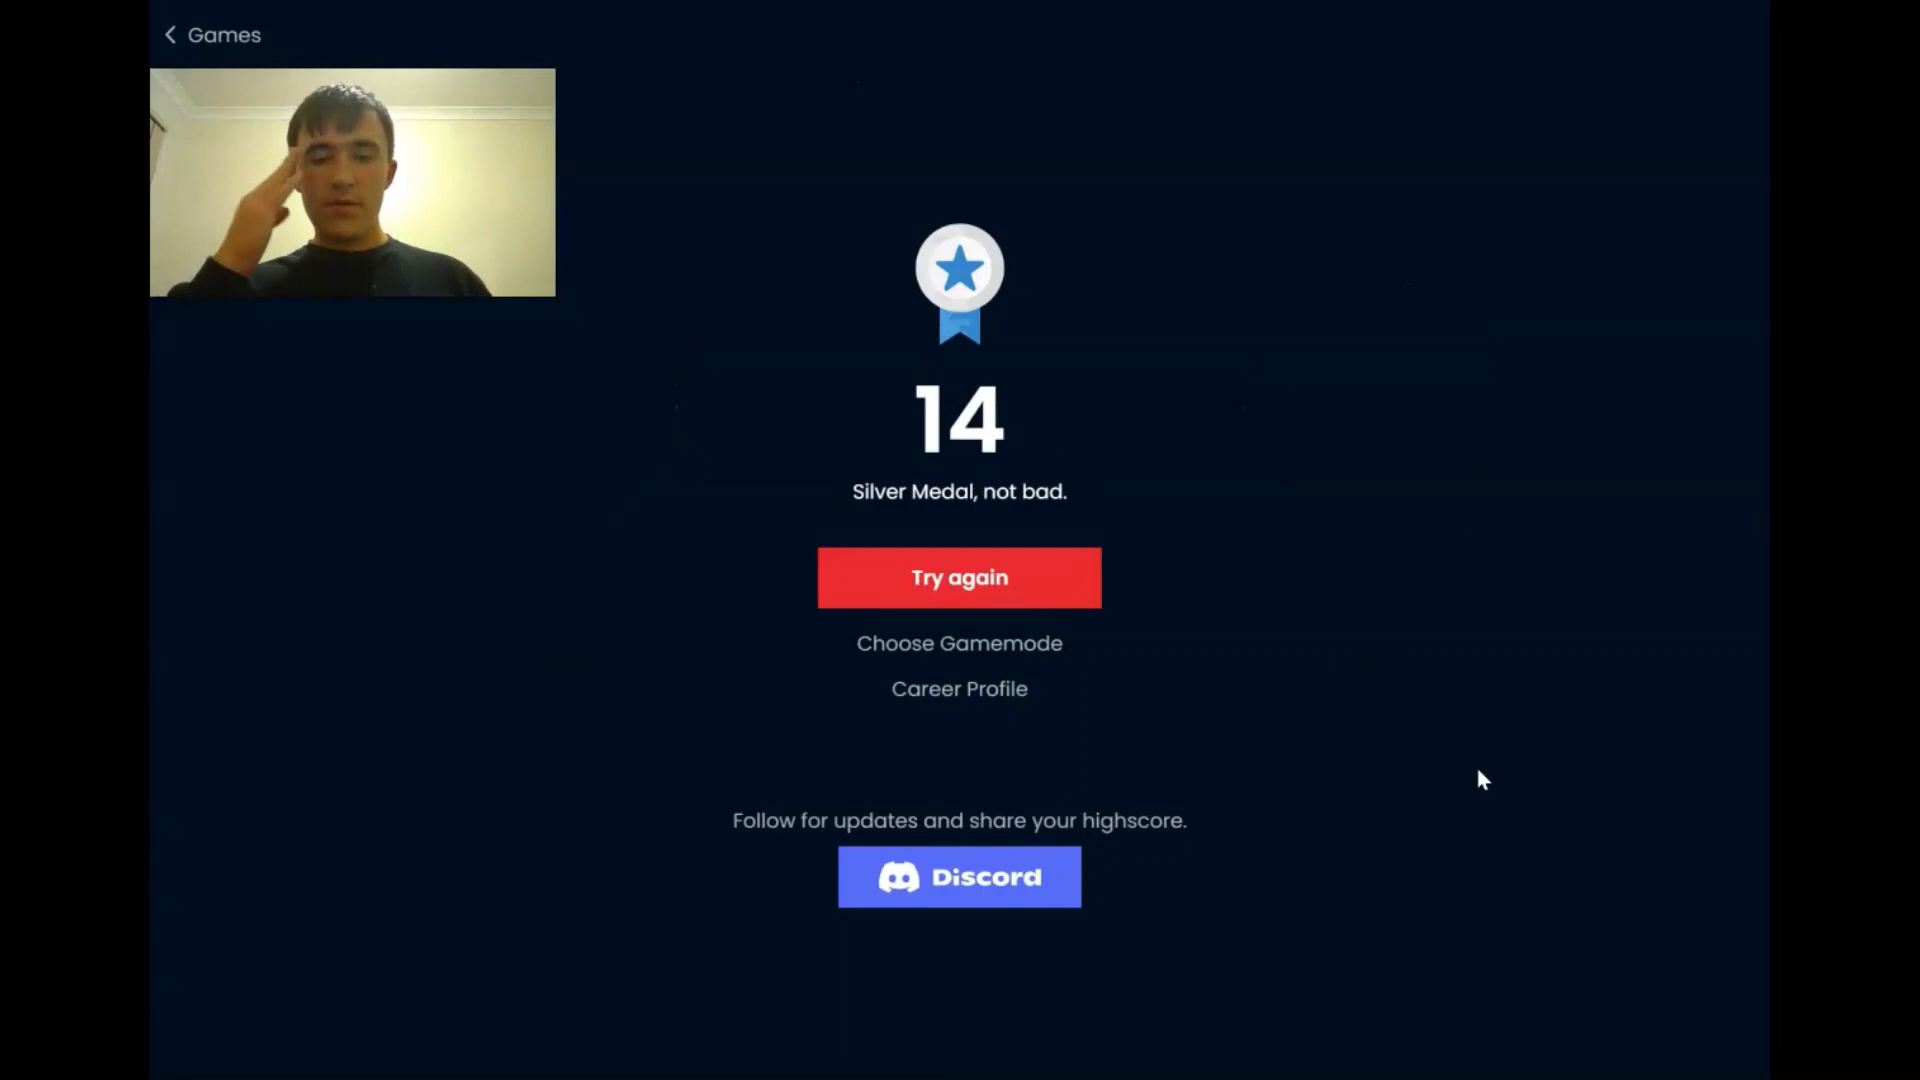 Games
14
Silver Medal, not bad.
Try again
Choose Gamemode
Career Profile
Follow for updates and share your highscore.
Discord